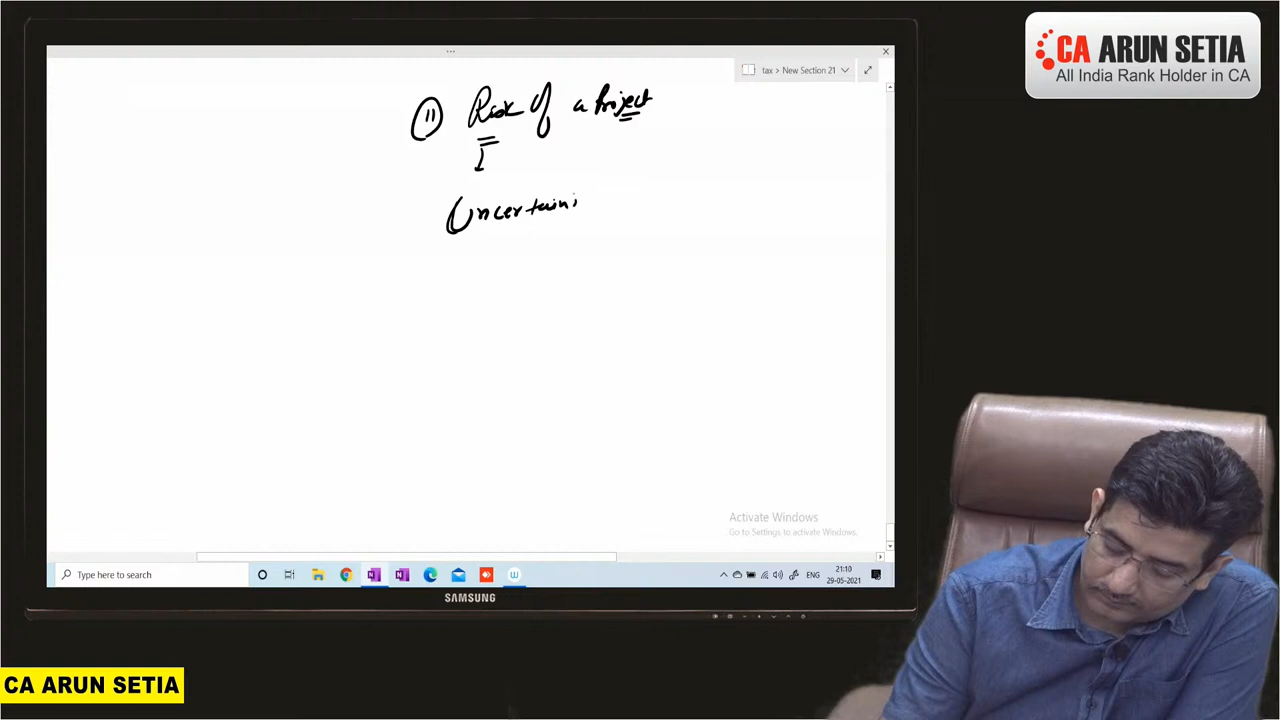 CA ARUN SETIA
All India Rank Holder in CA
tax > New Section 21
(11) Risk of a Project
Uncertaini
Activate Windows
Go to Settings to activate Windows.
Type here to search
ENG
21:10
29-05-2021
SAMSUNG
CA ARUN SETIA